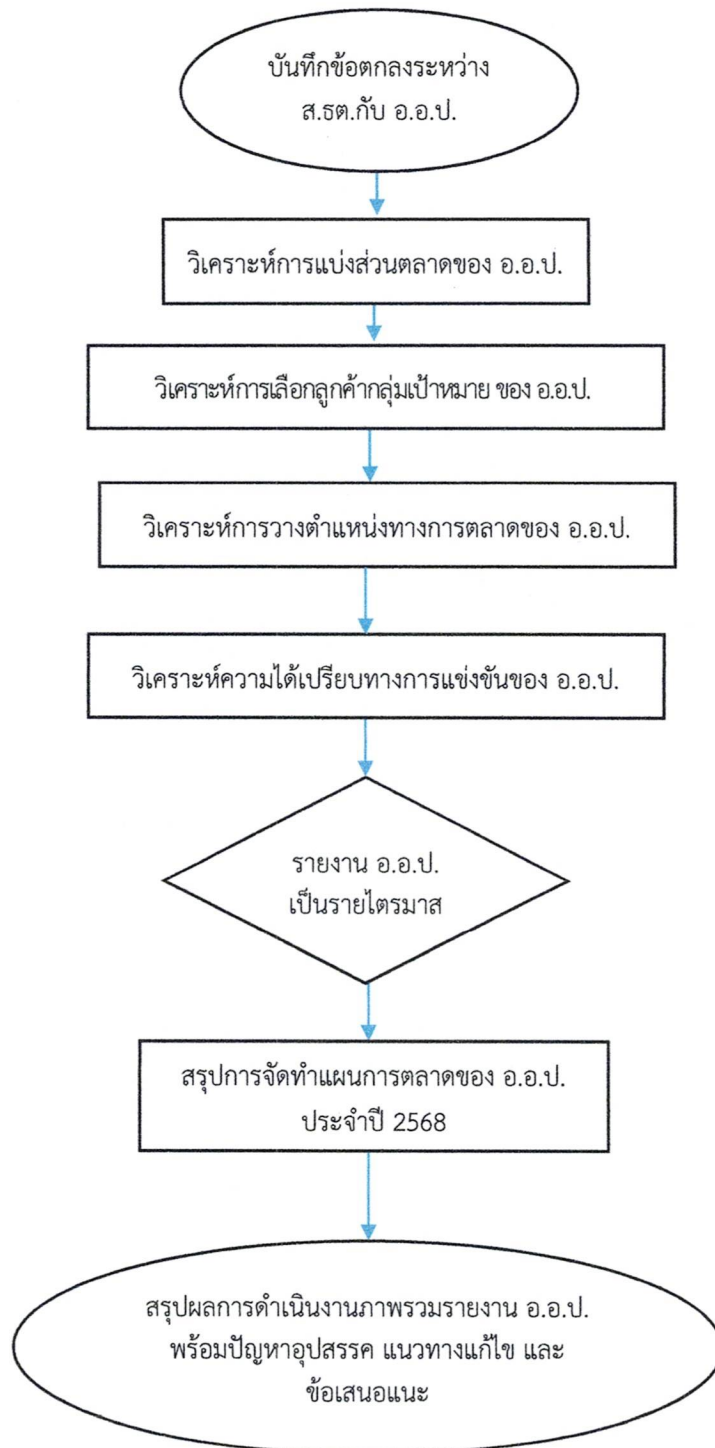 บันทึกข้อตกลงระหว่าง
ส.ธต.กับ อ.อ.ป.
วิเคราะห์การแบ่งส่วนตลาดของ อ.อ.ป.
วิเคราะห์การเลือกลูกค้ากลุ่มเป้าหมาย ของ อ.อ.ป.
วิเคราะห์การวางตำแหน่งทางการตลาดของ อ.อ.ป.
วิเคราะห์ความได้เปรียบทางการแข่งขันของ อ.อ.ป.
รายงาน อ.อ.ป.
เป็นรายไตรมาส
สรุปการจัดทำแผนการตลาดของ อ.อ.ป.
ประจำปี 2568
สรุปผลการดำเนินงานภาพรวมรายงาน อ.อ.ป.
พร้อมปัญหาอุปสรรค แนวทางแก้ไข และ
ข้อเสนอแนะ